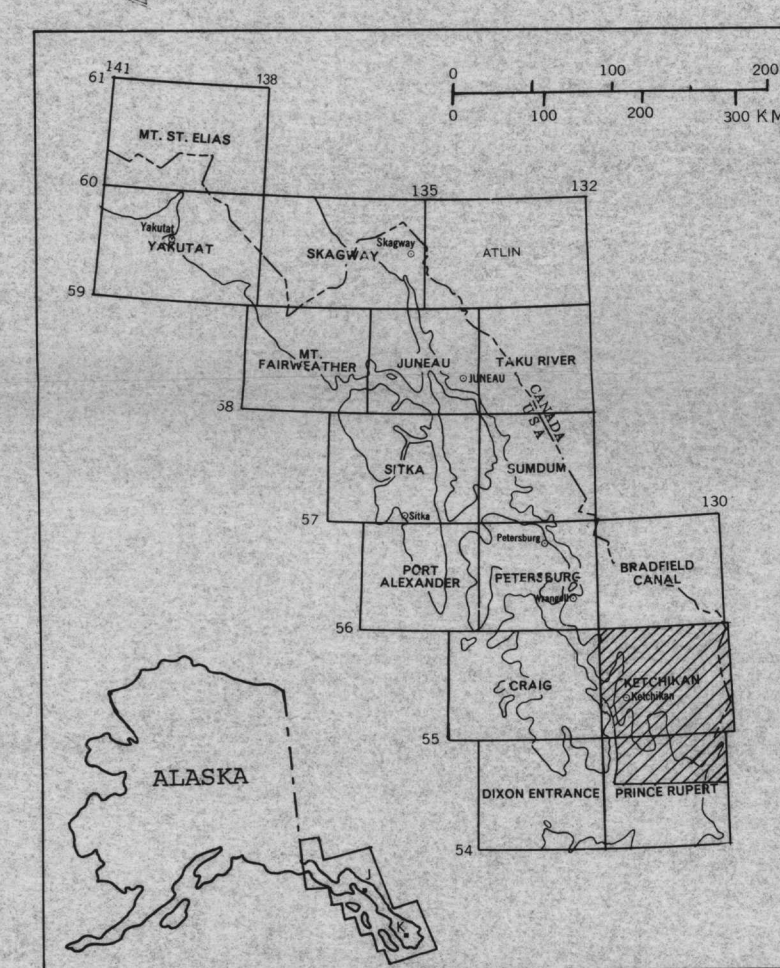 141
61
138
0 100 200
0 100 200 300 KM
MT. ST. ELIAS
60
135
132
Yakutat
YAKUTAT
SKAGWAY
Skagway
ATLIN
59
MT.
FAIRWEATHER
JUNEAU
JUNEAU
TAKU RIVER
CANADA
USA
58
SITKA
SUMDUM
Sitka
57
130
Petersburg
PORT
ALEXANDER
PETERSBURG
Wrangell
BRADFIELD
CANAL
56
CRAIG
KETCHIKAN
Ketchikan
55
DIXON ENTRANCE
PRINCE RUPERT
54
ALASKA
J
K